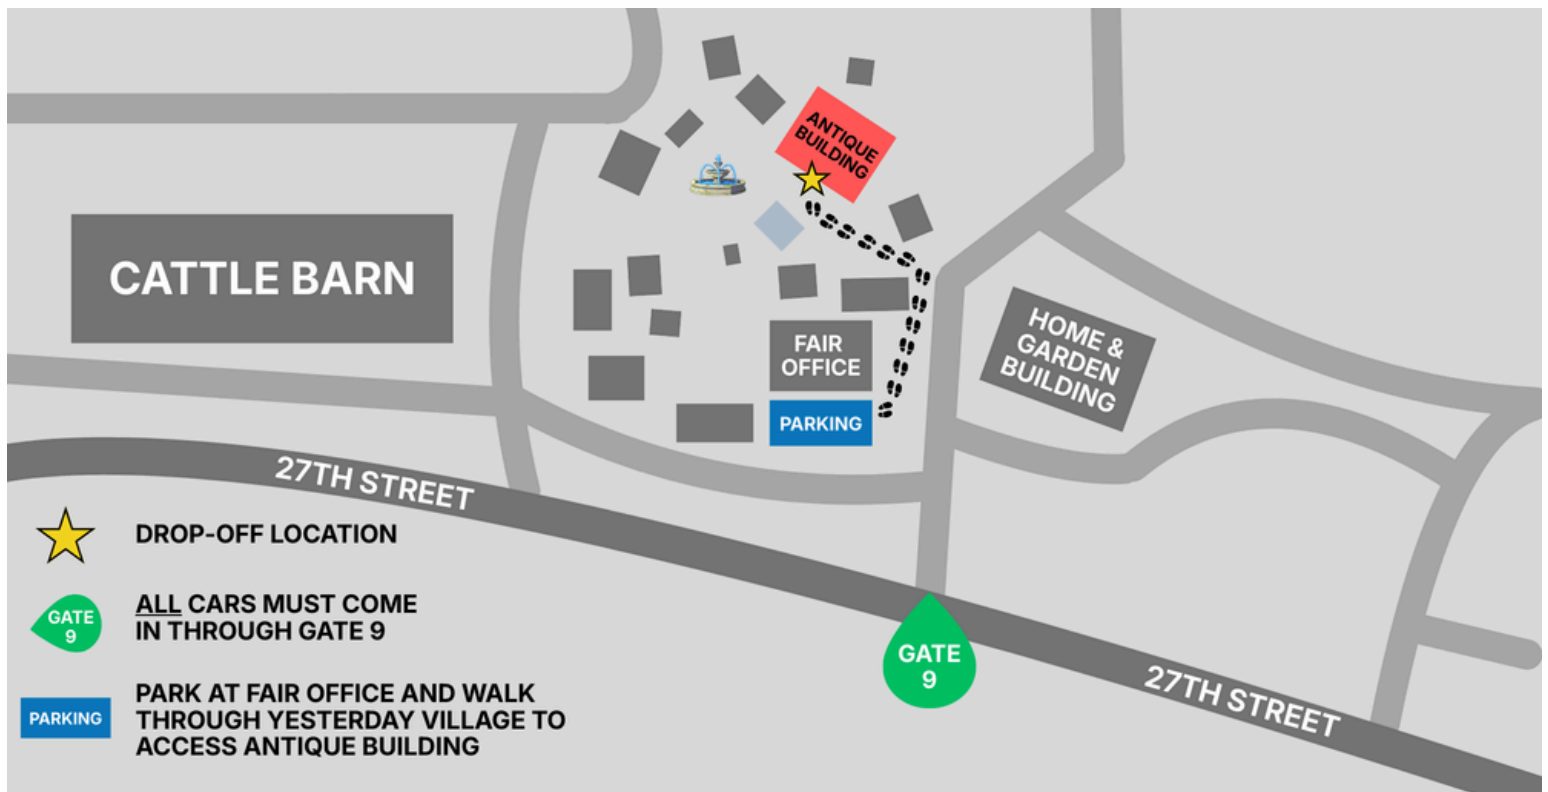 ANTIQUE
BUILDING
CATTLE BARN
HOME &
GARDEN
BUILDING
FAIR
OFFICE
PARKING
27TH STREET
DROP-OFF LOCATION
GATE
9
ALL CARS MUST COME
IN THROUGH GATE 9
GATE
9
27TH STREET
PARKING
PARK AT FAIR OFFICE AND WALK
THROUGH YESTERDAY VILLAGE TO
ACCESS ANTIQUE BUILDING